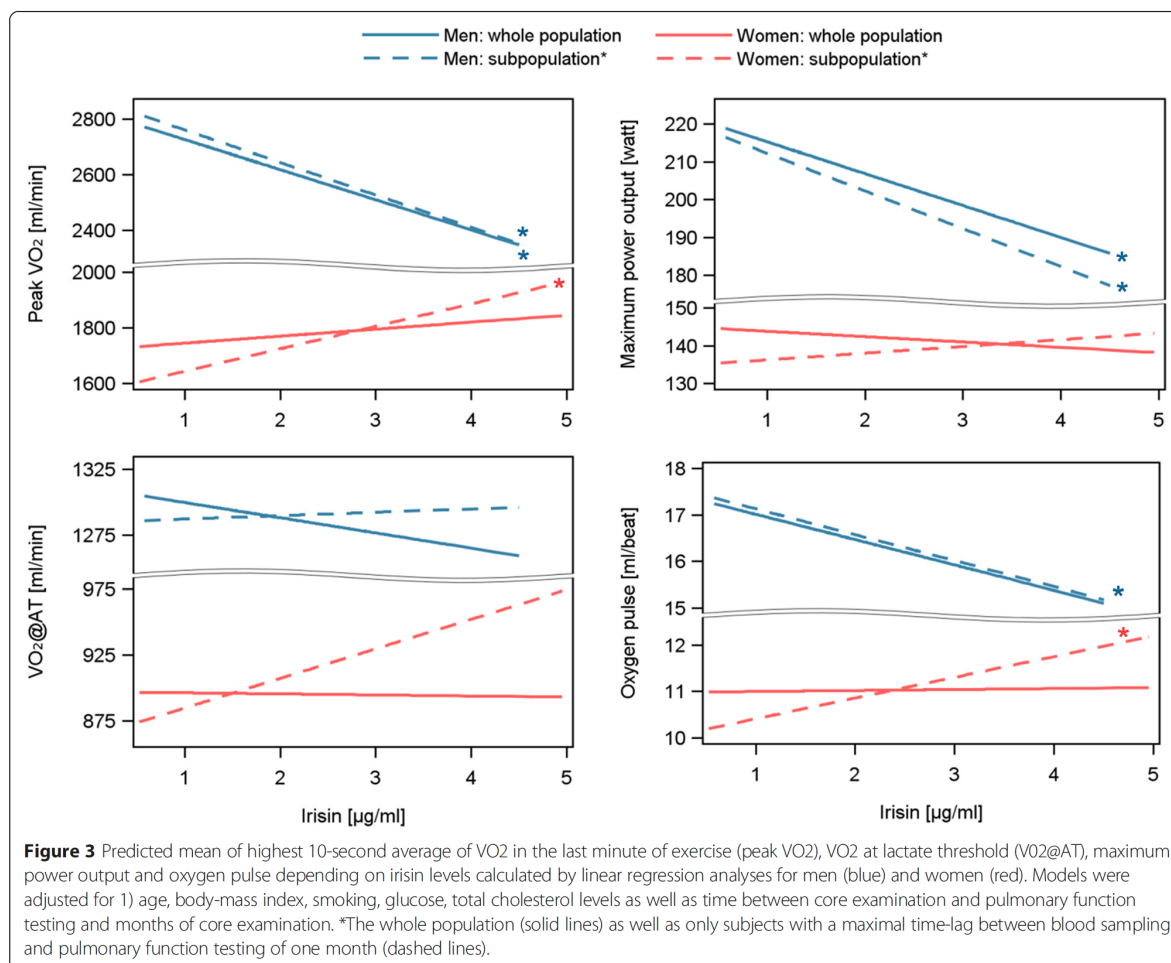 Men: whole population
Women: whole population
Men: subpopulation*
Women: subpopulation*
Peak VO2 [ml/min]
2800
2600
2400
2000
1800
1600
*
*
*
1 2 3 4 5
Maximum power output [watt]
220
210
200
190
180
150
140
130
*
*
1 2 3 4 5
VO2@AT [ml/min]
1325
1275
975
925
875
1 2 3 4 5
Irisin [µg/ml]
Oxygen pulse [ml/beat]
18
17
16
15
12
11
10
*
*
1 2 3 4 5
Irisin [µg/ml]
Figure 3 Predicted mean of highest 10-second average of VO2 in the last minute of exercise (peak VO2), VO2 at lactate threshold (V02@AT), maximum
power output and oxygen pulse depending on irisin levels calculated by linear regression analyses for men (blue) and women (red). Models were
adjusted for 1) age, body-mass index, smoking, glucose, total cholesterol levels as well as time between core examination and pulmonary function
testing and months of core examination. *The whole population (solid lines) as well as only subjects with a maximal time-lag between blood sampling
and pulmonary function testing of one month (dashed lines).